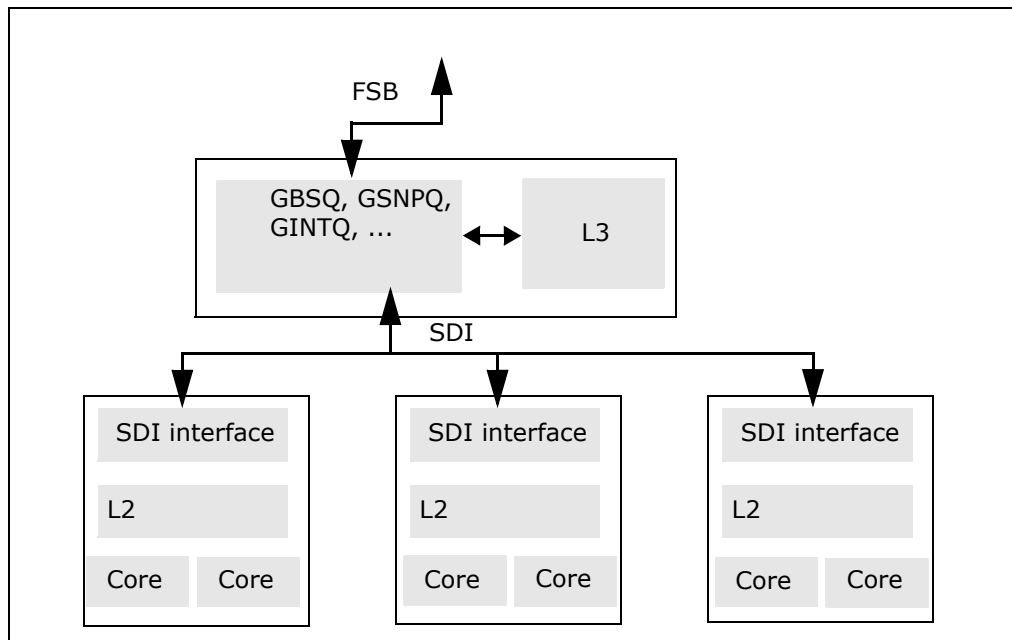 FSB
GBSQ, GSNPQ,
GINTQ, ...
L3
SDI
SDI interface
L2
Core Core
SDI interface
L2
Core Core
SDI interface
L2
Core Core